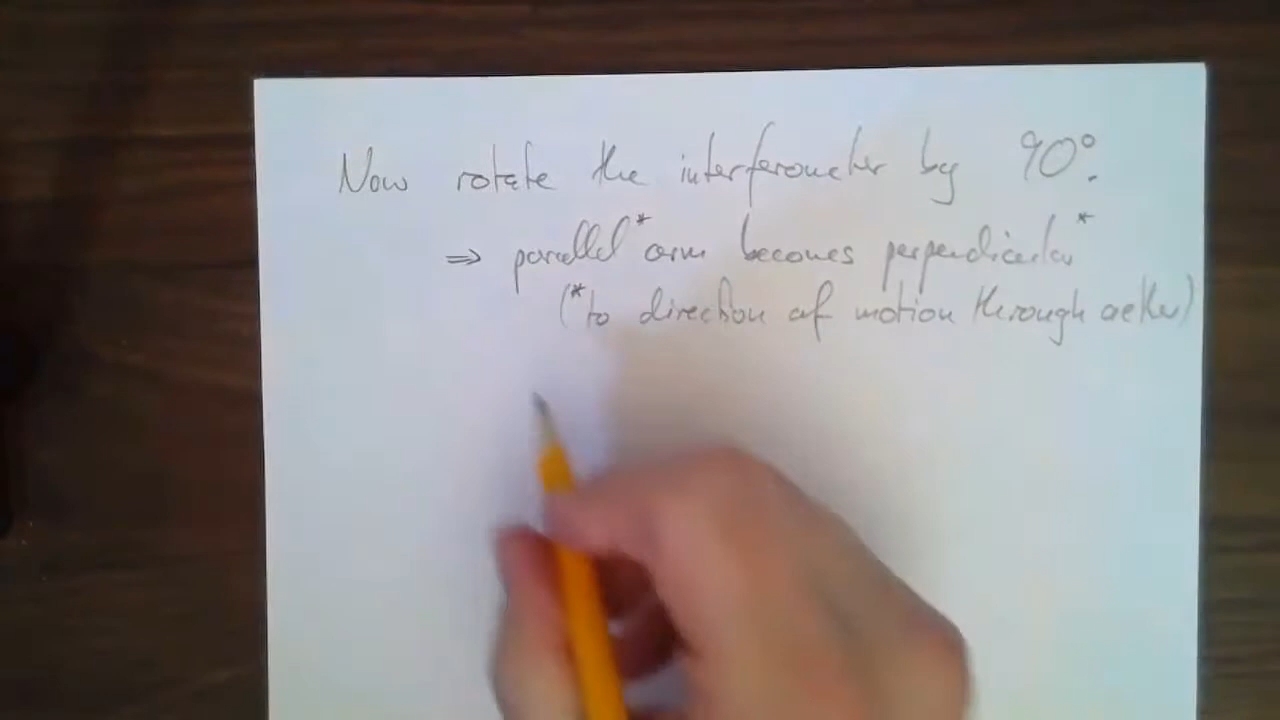 Now rotate the interferometer by 90°.
⇒ parallel* arm becomes perpendicular*
(*to direction of motion through aether)